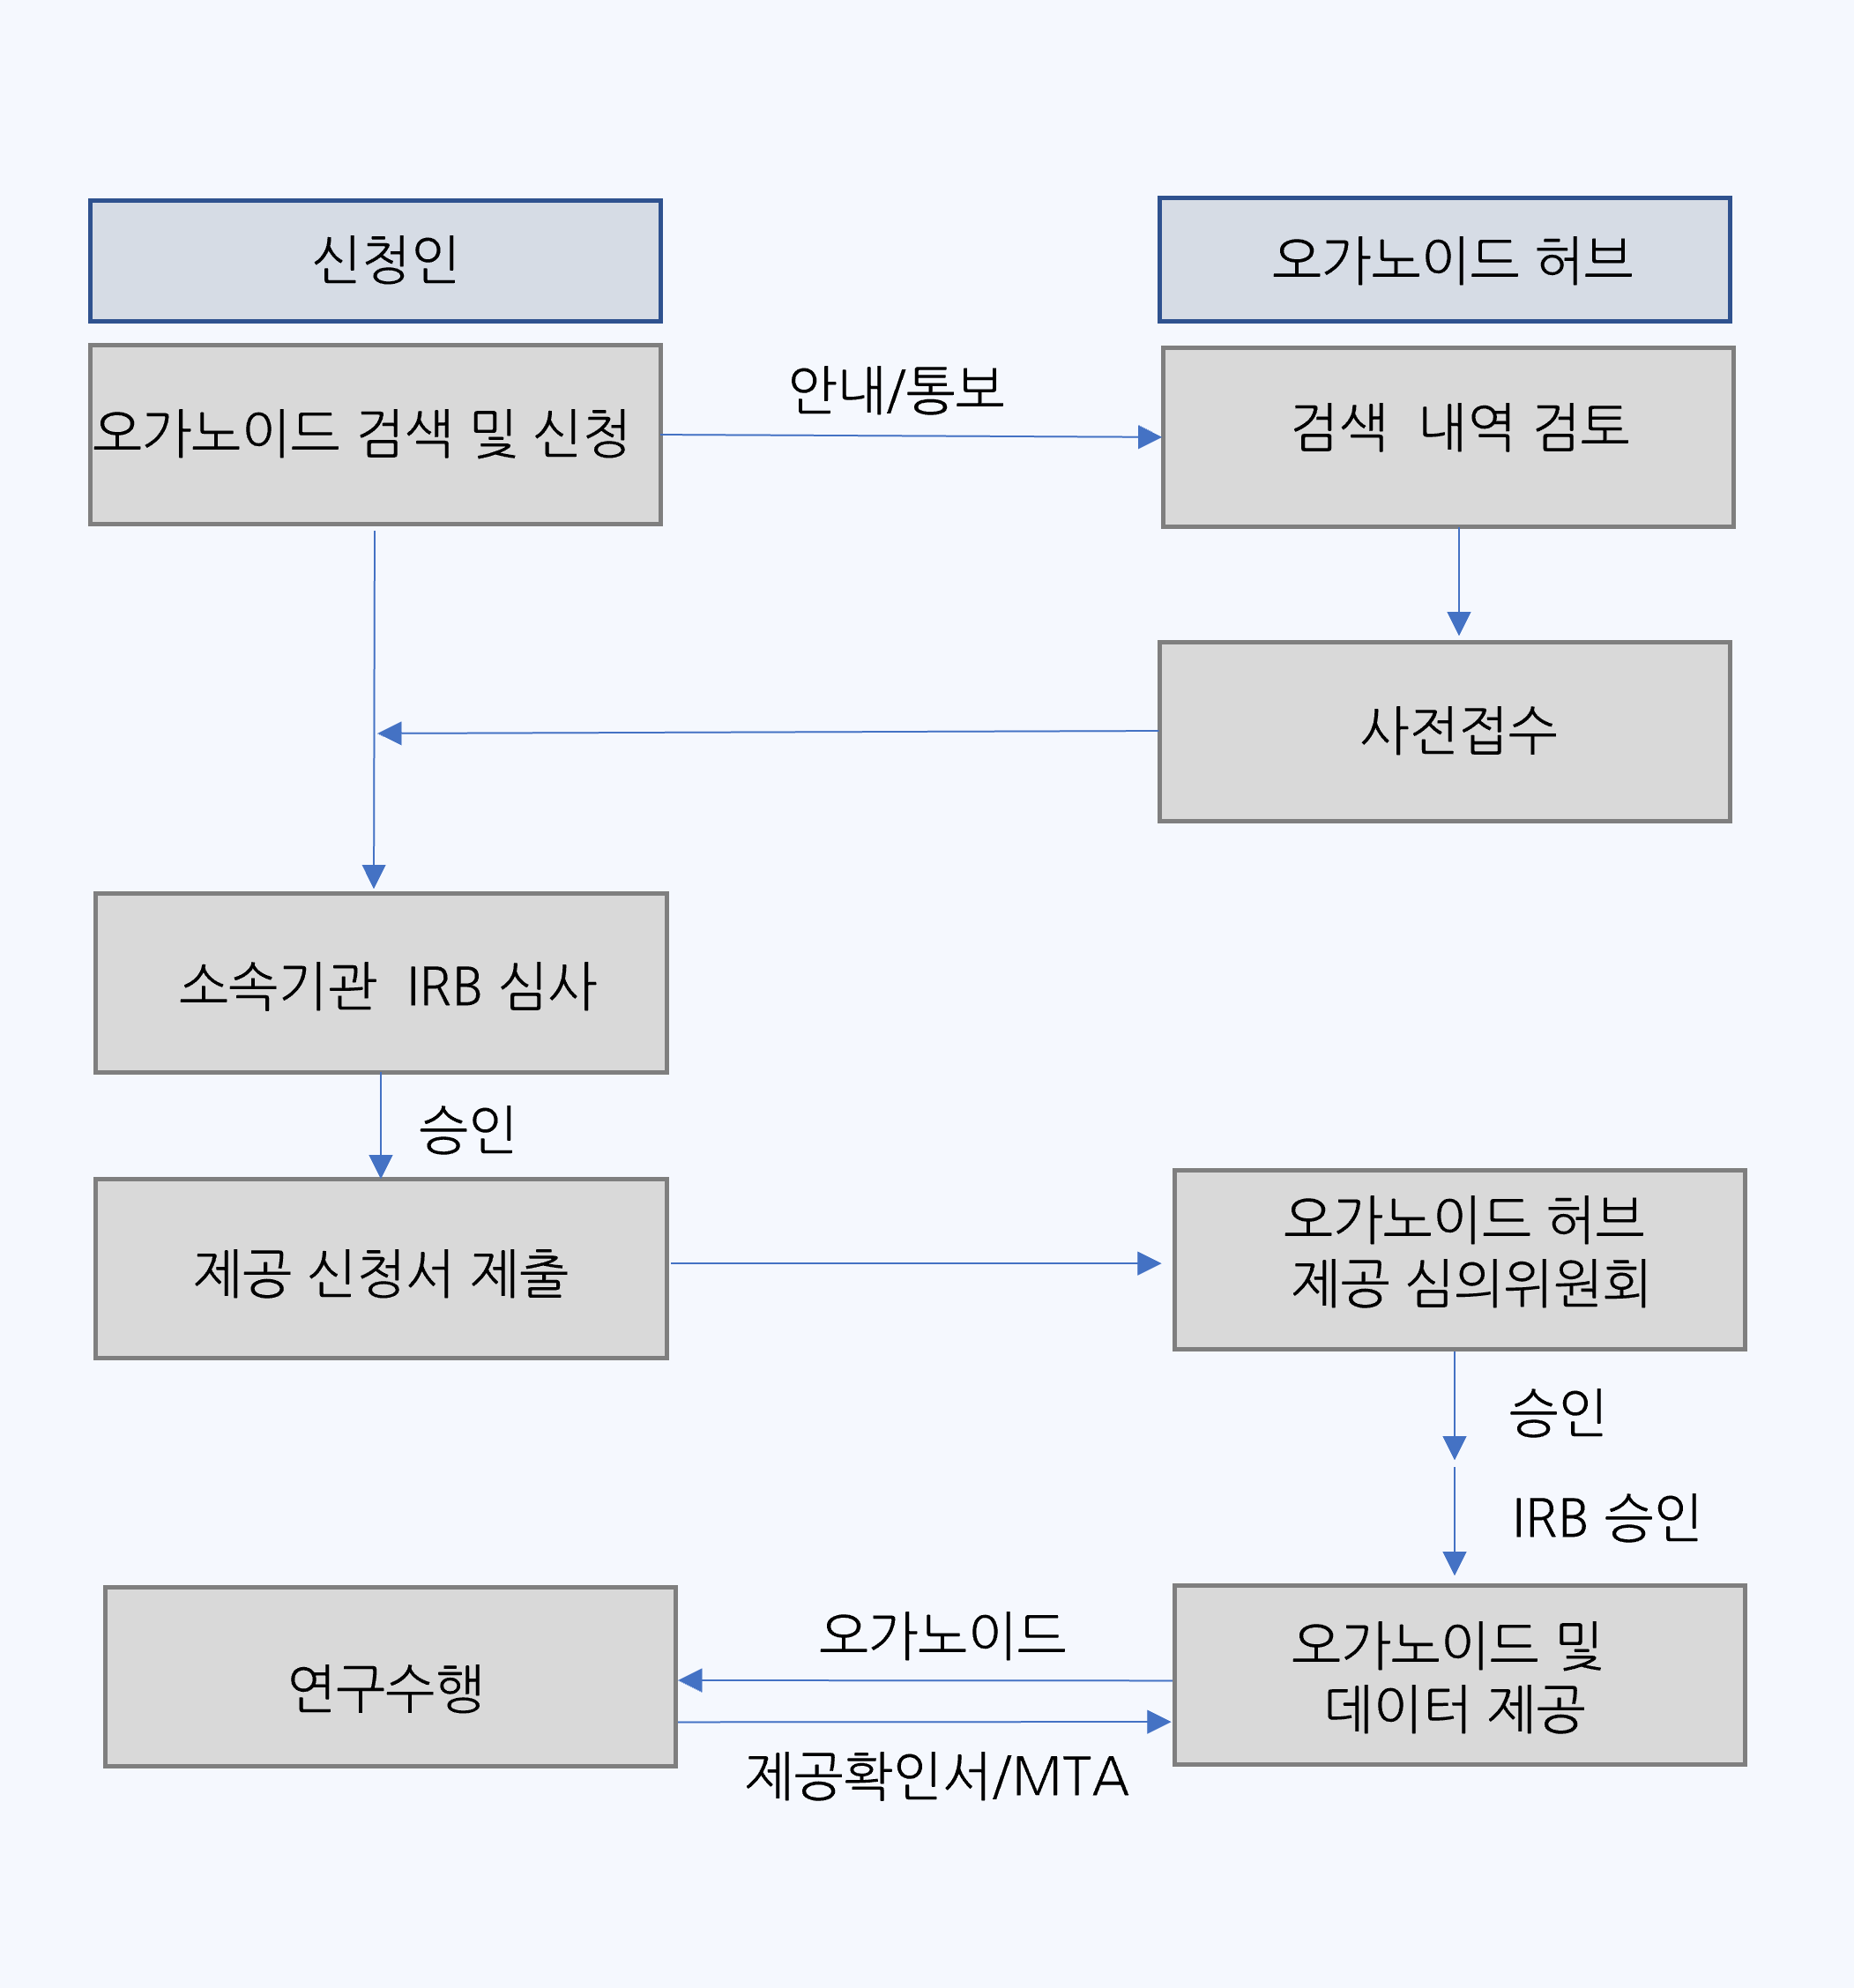 신청인
오가노이드 허브
오가노이드 검색 및 신청
안내/통보
검색 내역 검토
사전접수
소속기관 IRB 심사
승인
제공 신청서 제출
오가노이드 허브
제공 심의위원회
승인
IRB 승인
연구수행
오가노이드
제공확인서/MTA
오가노이드 및
데이터 제공